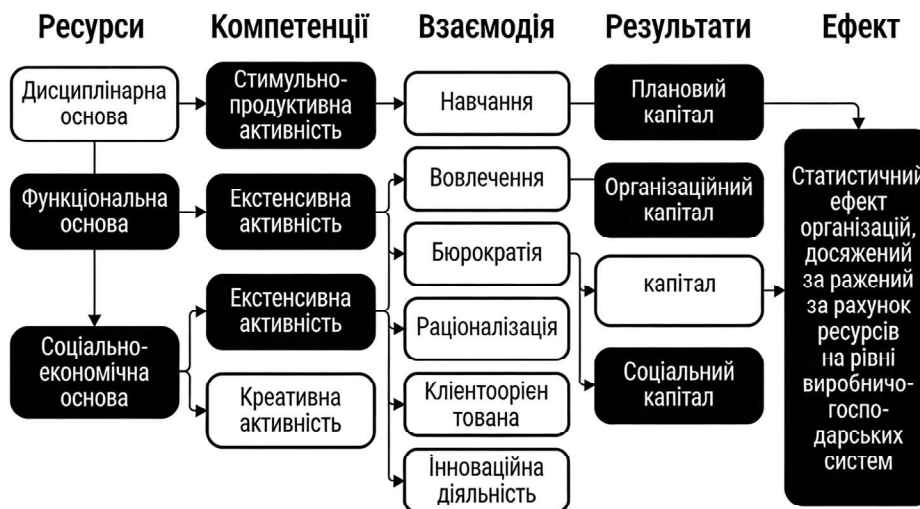 Ресурси
Компетенції
Взаємодія
Результати
Ефект
Дисциплінарна
основа
Функціональна
основа
Соціально-
економічна
основа
Стимульно-
продуктивна
активність
Екстенсивна
активність
Екстенсивна
активність
Креативна
активність
Навчання
Вовлечення
Бюрократія
Раціоналізація
Кліентоорієн
тована
Інноваційна
діяльність
Плановий
капітал
Організаційний
капітал
капітал
Соціальний
капітал
Статистичний
ефект
організацій,
досяжений
за ражений
за рахунок
ресурсів
на рівні
виробничо-
госпо-
дарських
систем